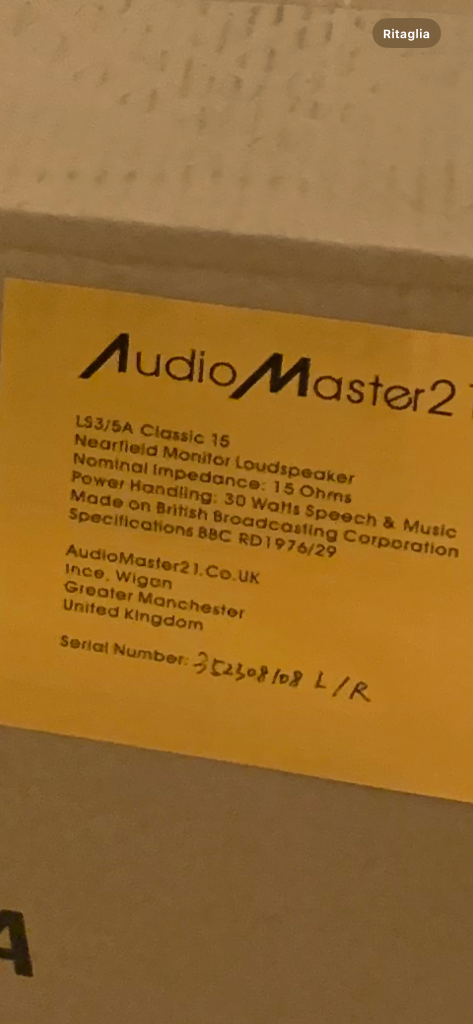 Ritaglia
AudioMaster2
LS3/5A Classic 15
Nearfield Monitor Loudspeaker
Nominal Impedance: 15 Ohms
Power Handling: 30 Watts Speech & Music
Made on British Broadcasting Corporation
Specifications BBC RD1976/29
AudioMaster21.Co.UK
Ince, Wigan
Greater Manchester
United Kingdom
Serial Number: 352308108 L/R
A